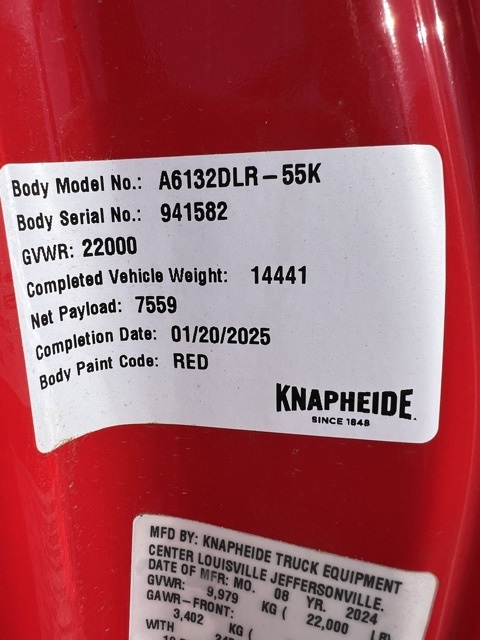 Body Model No.: A6132DLR-55K
Body Serial No.: 941582
GVWR: 22000
Completed Vehicle Weight: 14441
Net Payload: 7559
Completion Date: 01/20/2025
Body Paint Code: RED
KNAPHEIDE.
SINCE 1848
MFD BY: KNAPHEIDE TRUCK EQUIPMENT
CENTER LOUISVILLE JEFFERSONVILLE.
DATE OF MFR: MO. 08 YR. 2024
GVWR: 9,979 KG ( 22,000
GAWR-FRONT:
3,402 KG (
WITH